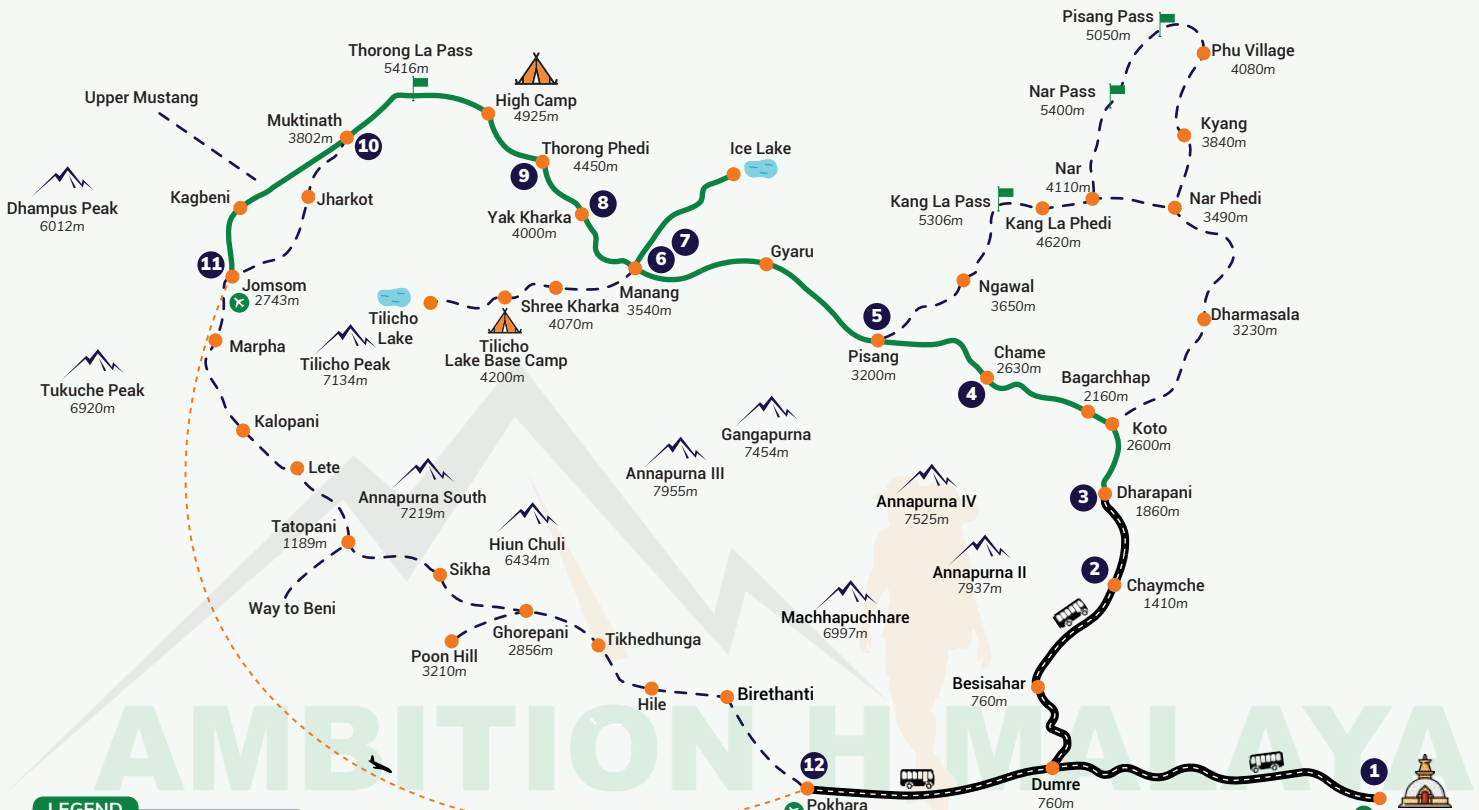 Pisang Pass
5050m
Phu Village
4080m
Thorong La Pass
5416m
Upper Mustang
High Camp
4925m
Nar Pass
5400m
Muktinath
3802m
10
Kyang
3840m
Thorong Phedi
4450m
9
Ice Lake
Nar
4110m
Dhampus Peak
6012m
Kagbeni
Jharkot
Yak Kharka
4000m
8
Kang La Pass
5306m
Kang La Phedi
4620m
Nar Phedi
3490m
11
Jomsom
2743m
6
7
Manang
3540m
Gyaru
Ngawal
3650m
Shree Kharka
4070m
Tilicho
Lake
Tilicho
Lake Base Camp
4200m
Dharmasala
3230m
5
Pisang
3200m
Marpha
Tilicho Peak
7134m
Chame
2630m
4
Tukuche Peak
6920m
Bagarchhap
2160m
Koto
2600m
Kalopani
Gangapurna
7454m
Lete
Annapurna III
7955m
Annapurna South
7219m
Annapurna IV
7525m
3
Dharapani
1860m
Tatopani
1189m
Hiun Chuli
6434m
Sikha
Annapurna II
7937m
2
Chaymche
1410m
Way to Beni
Machhapuchhare
6997m
Ghorepani
2856m
Tikhedhunga
Poon Hill
3210m
Besisahar
760m
Hile
Birethanti
AMBITION HIMALAYA
12
Pokhara
Dumre
760m
1
LEGEND